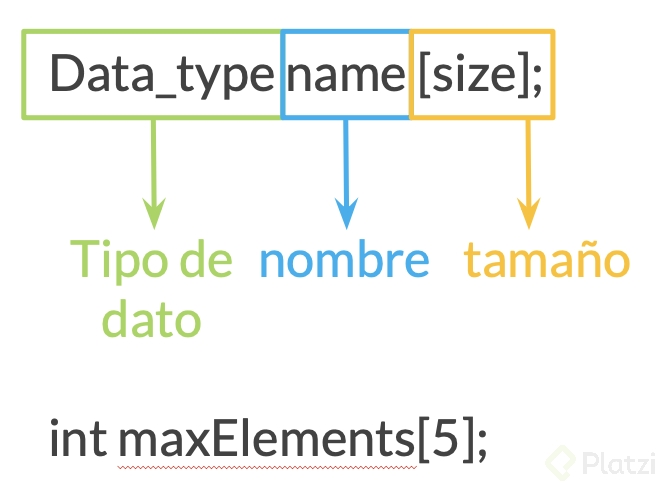 Data_type name [size];
Tipo de nombre tamaño
dato
int maxElements[5];
Platzi